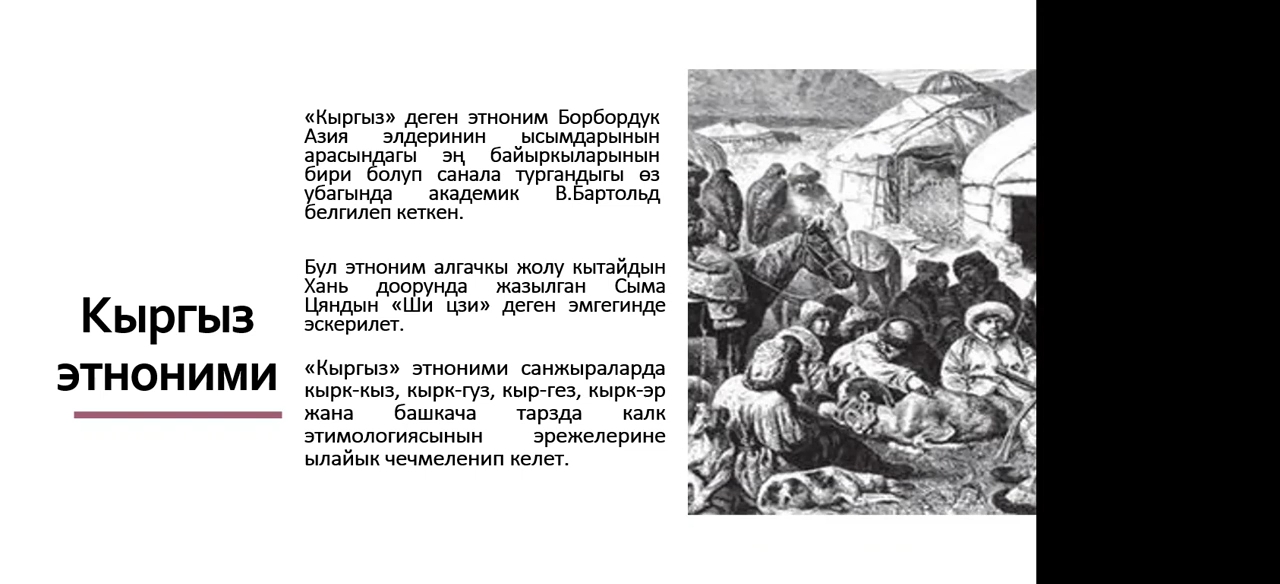 Кыргыз
этноними
«Кыргыз» деген этноним Борбордук
Азия элдеринин ысымдарынын
арасындагы эң байыркыларынын
бири болуп санала тургандыгы өз
убагында академик В.Бартольд
белгилеп кеткен.
Бул этноним алгачкы жолу кытайдын
Хань доорунда жазылган Сыма
Цяндын «Ши цзи» деген эмгегинде
эскерилет.
«Кыргыз» этноними санжыраларда
кырк-кыз, кырк-гуз, кыр-гез, кырк-эр
жана башкача тарзда калк
этимологиясынын эрежелерине
ылайык чечмеленип келет.